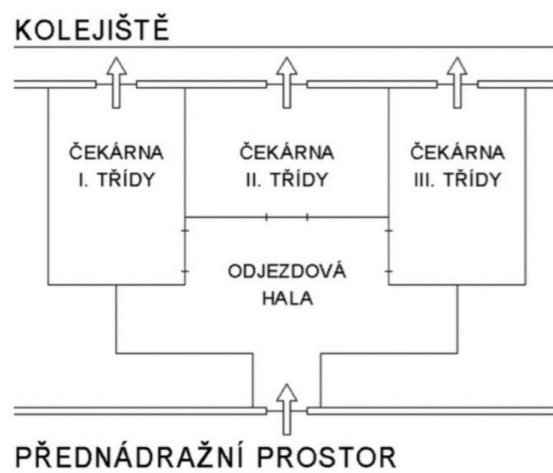 KOLEJIŠTĚ
ČEKÁRNA
I. TŘÍDY
ČEKÁRNA
II. TŘÍDY
ČEKÁRNA
III. TŘÍDY
ODJEZDOVÁ
HALA
PŘEDNÁDRAŽNÍ PROSTOR